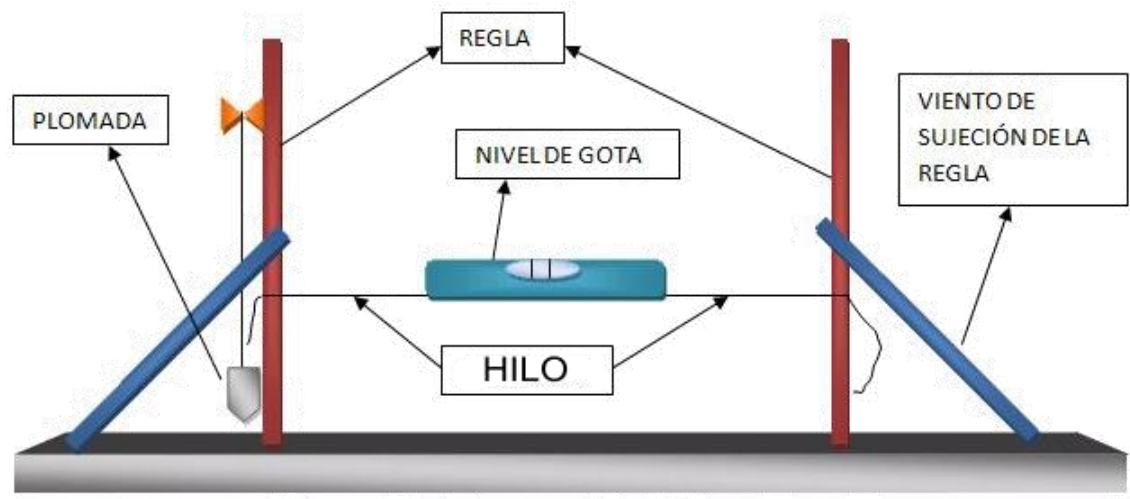 REGLA
PLOMADA
NIVEL DE GOTA
VIENTO DE
SUJECIÓN DE LA
REGLA
HILO